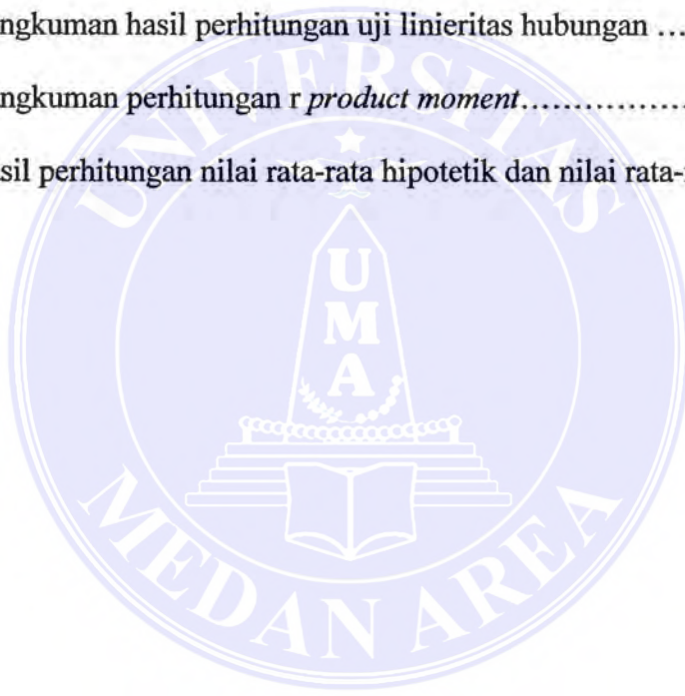 ngkuman hasil perhitungan uji linieritas hubungan …
ngkuman perhitungan r product moment………………
sil perhitungan nilai rata-rata hipotetik dan nilai rata-
UNIVERSITAS
UMA
MEDAN AREA